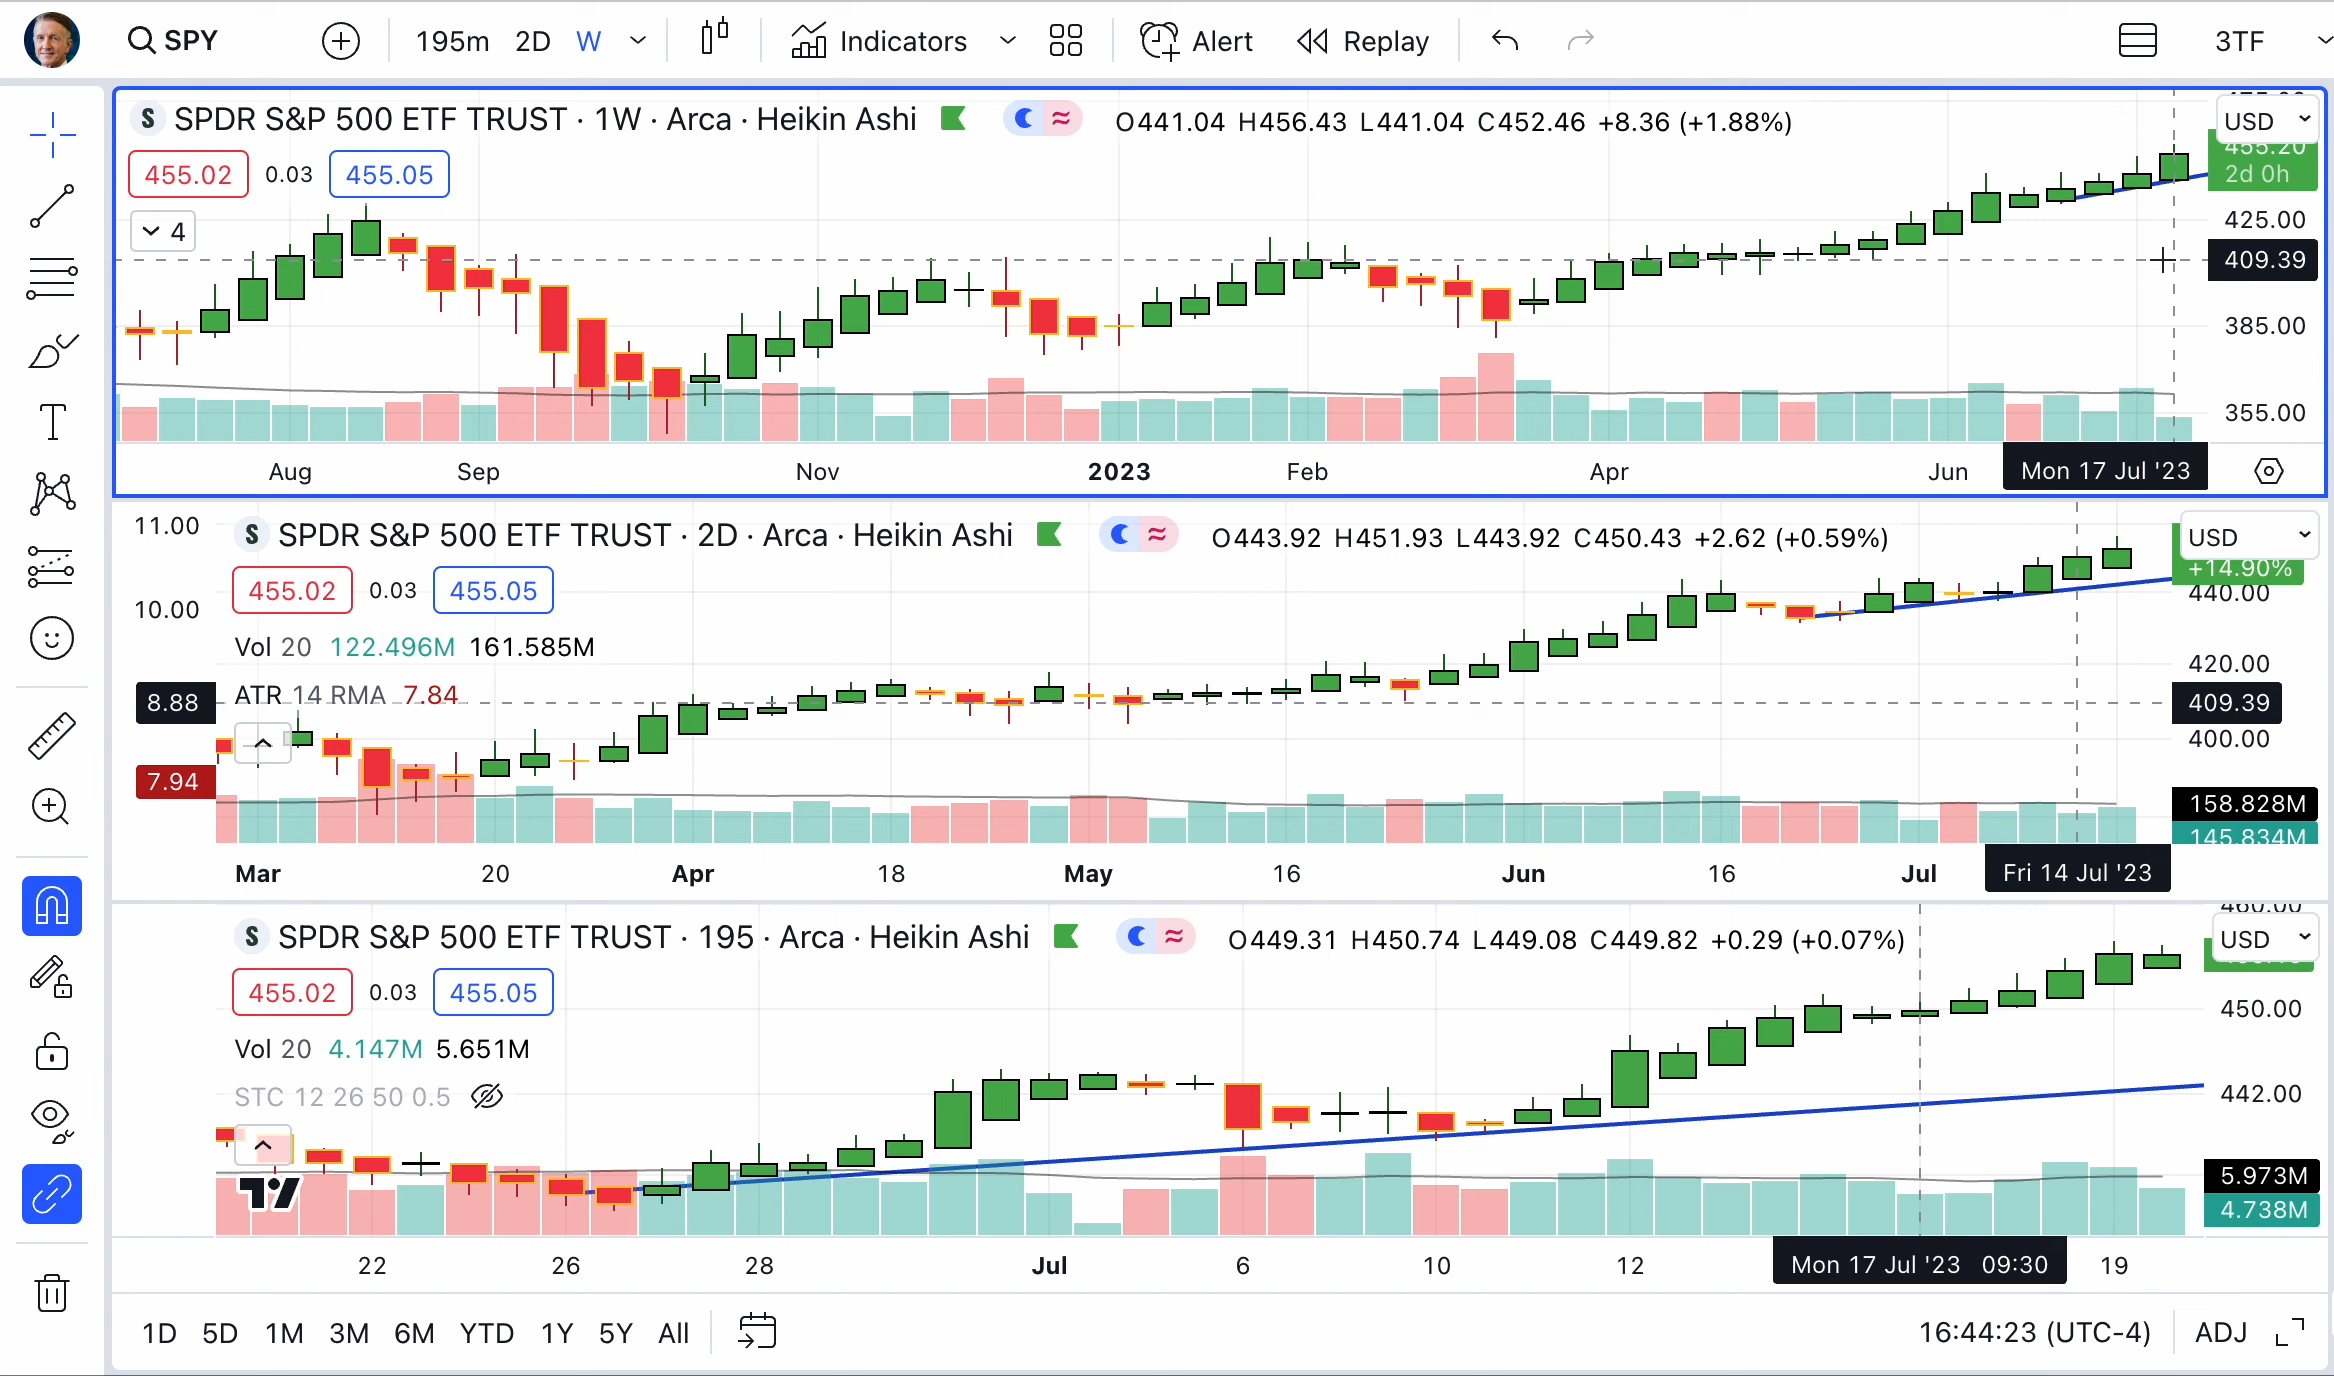 SPY 195m 2D W Indicators Alert Replay 3TF
S SPDR S&P 500 ETF TRUST · 1W · Arca · Heikin Ashi O441.04 H456.43 L441.04 C452.46 +8.36 (+1.88%) USD
455.20
455.02 0.03 455.05 2d 0h
4 425.00
409.39
385.00
355.00
Aug Sep Nov 2023 Feb Apr Jun Mon 17 Jul '23
11.00 S SPDR S&P 500 ETF TRUST · 2D · Arca · Heikin Ashi O443.92 H451.93 L443.92 C450.43 +2.62 (+0.59%) USD
+14.90%
455.02 0.03 455.05 440.00
10.00
Vol 20 122.496M 161.585M
420.00
8.88 ATR 14 RMA 7.84 409.39
400.00
7.94
158.828M
145.834M
Mar 20 Apr 18 May 16 Jun 16 Jul Fri 14 Jul '23
460.00
S SPDR S&P 500 ETF TRUST · 195 · Arca · Heikin Ashi O449.31 H450.74 L449.08 C449.82 +0.29 (+0.07%) USD
455.02 0.03 455.05
450.00
Vol 20 4.147M 5.651M
STC 12 26 50 0.5 442.00
5.973M
4.738M
22 26 28 Jul 6 10 12 Mon 17 Jul '23 09:30 19
1D 5D 1M 3M 6M YTD 1Y 5Y All 16:44:23 (UTC-4) ADJ